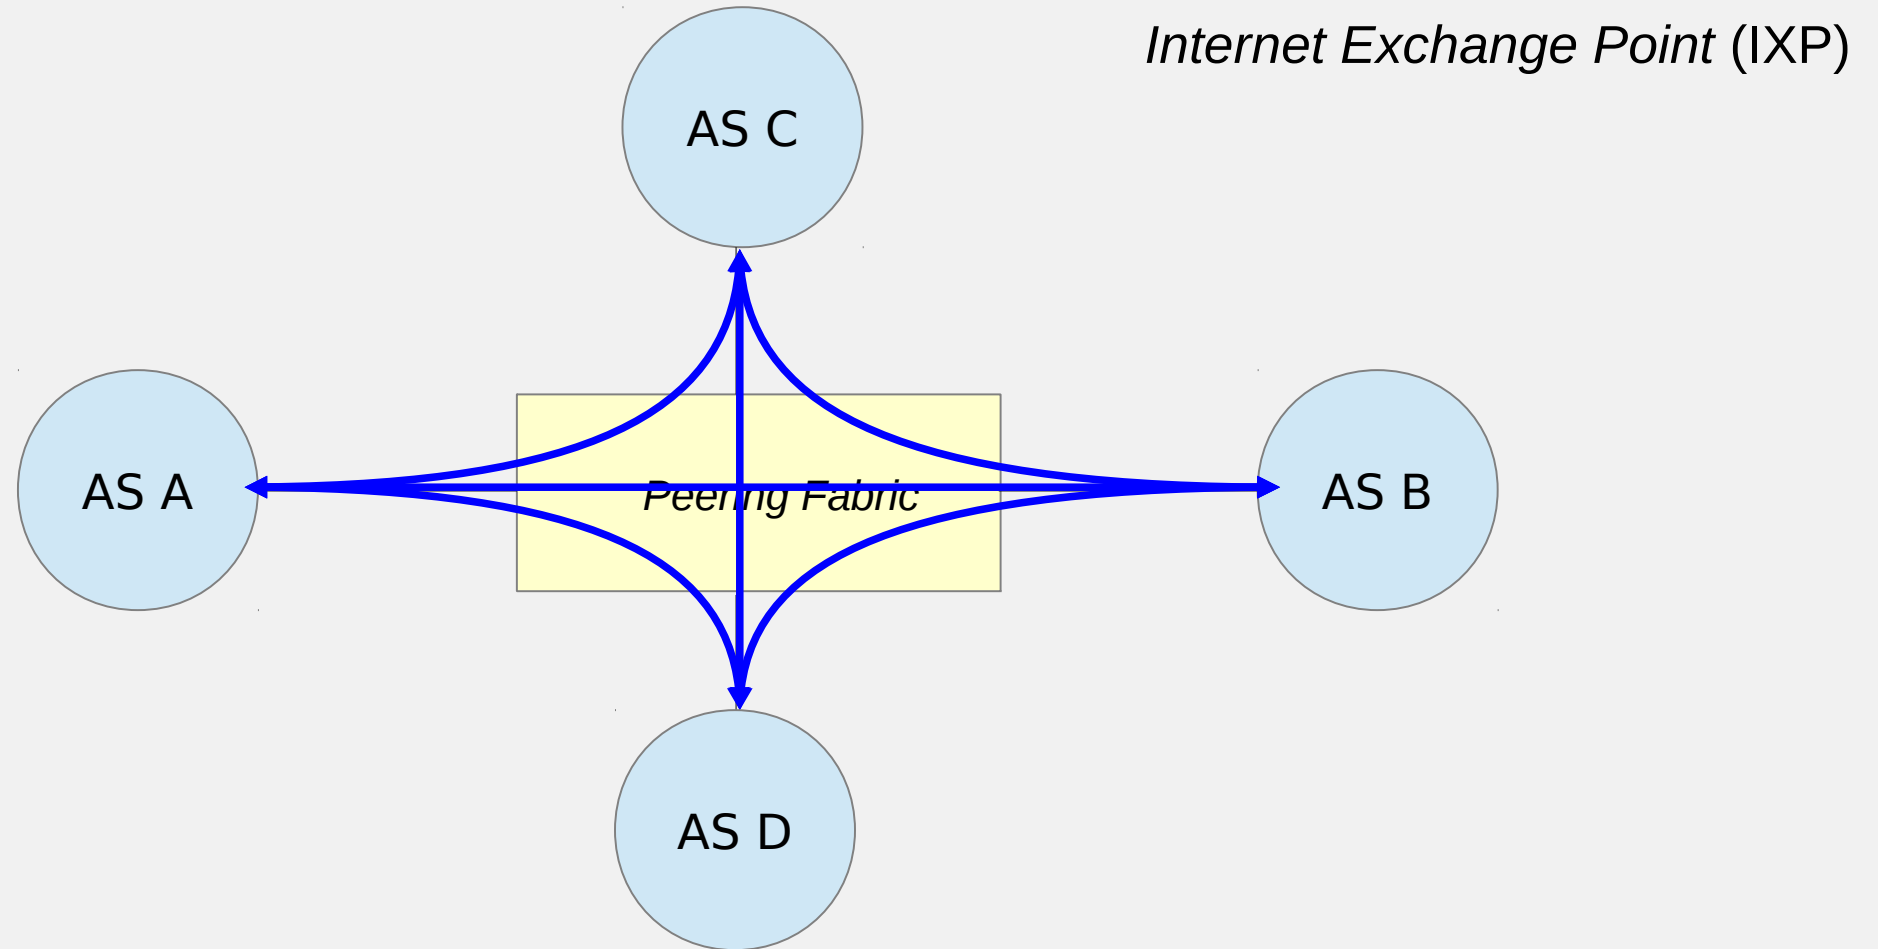 Internet Exchange Point (IXP)
AS C
AS A
Peering Fabric
AS B
AS D